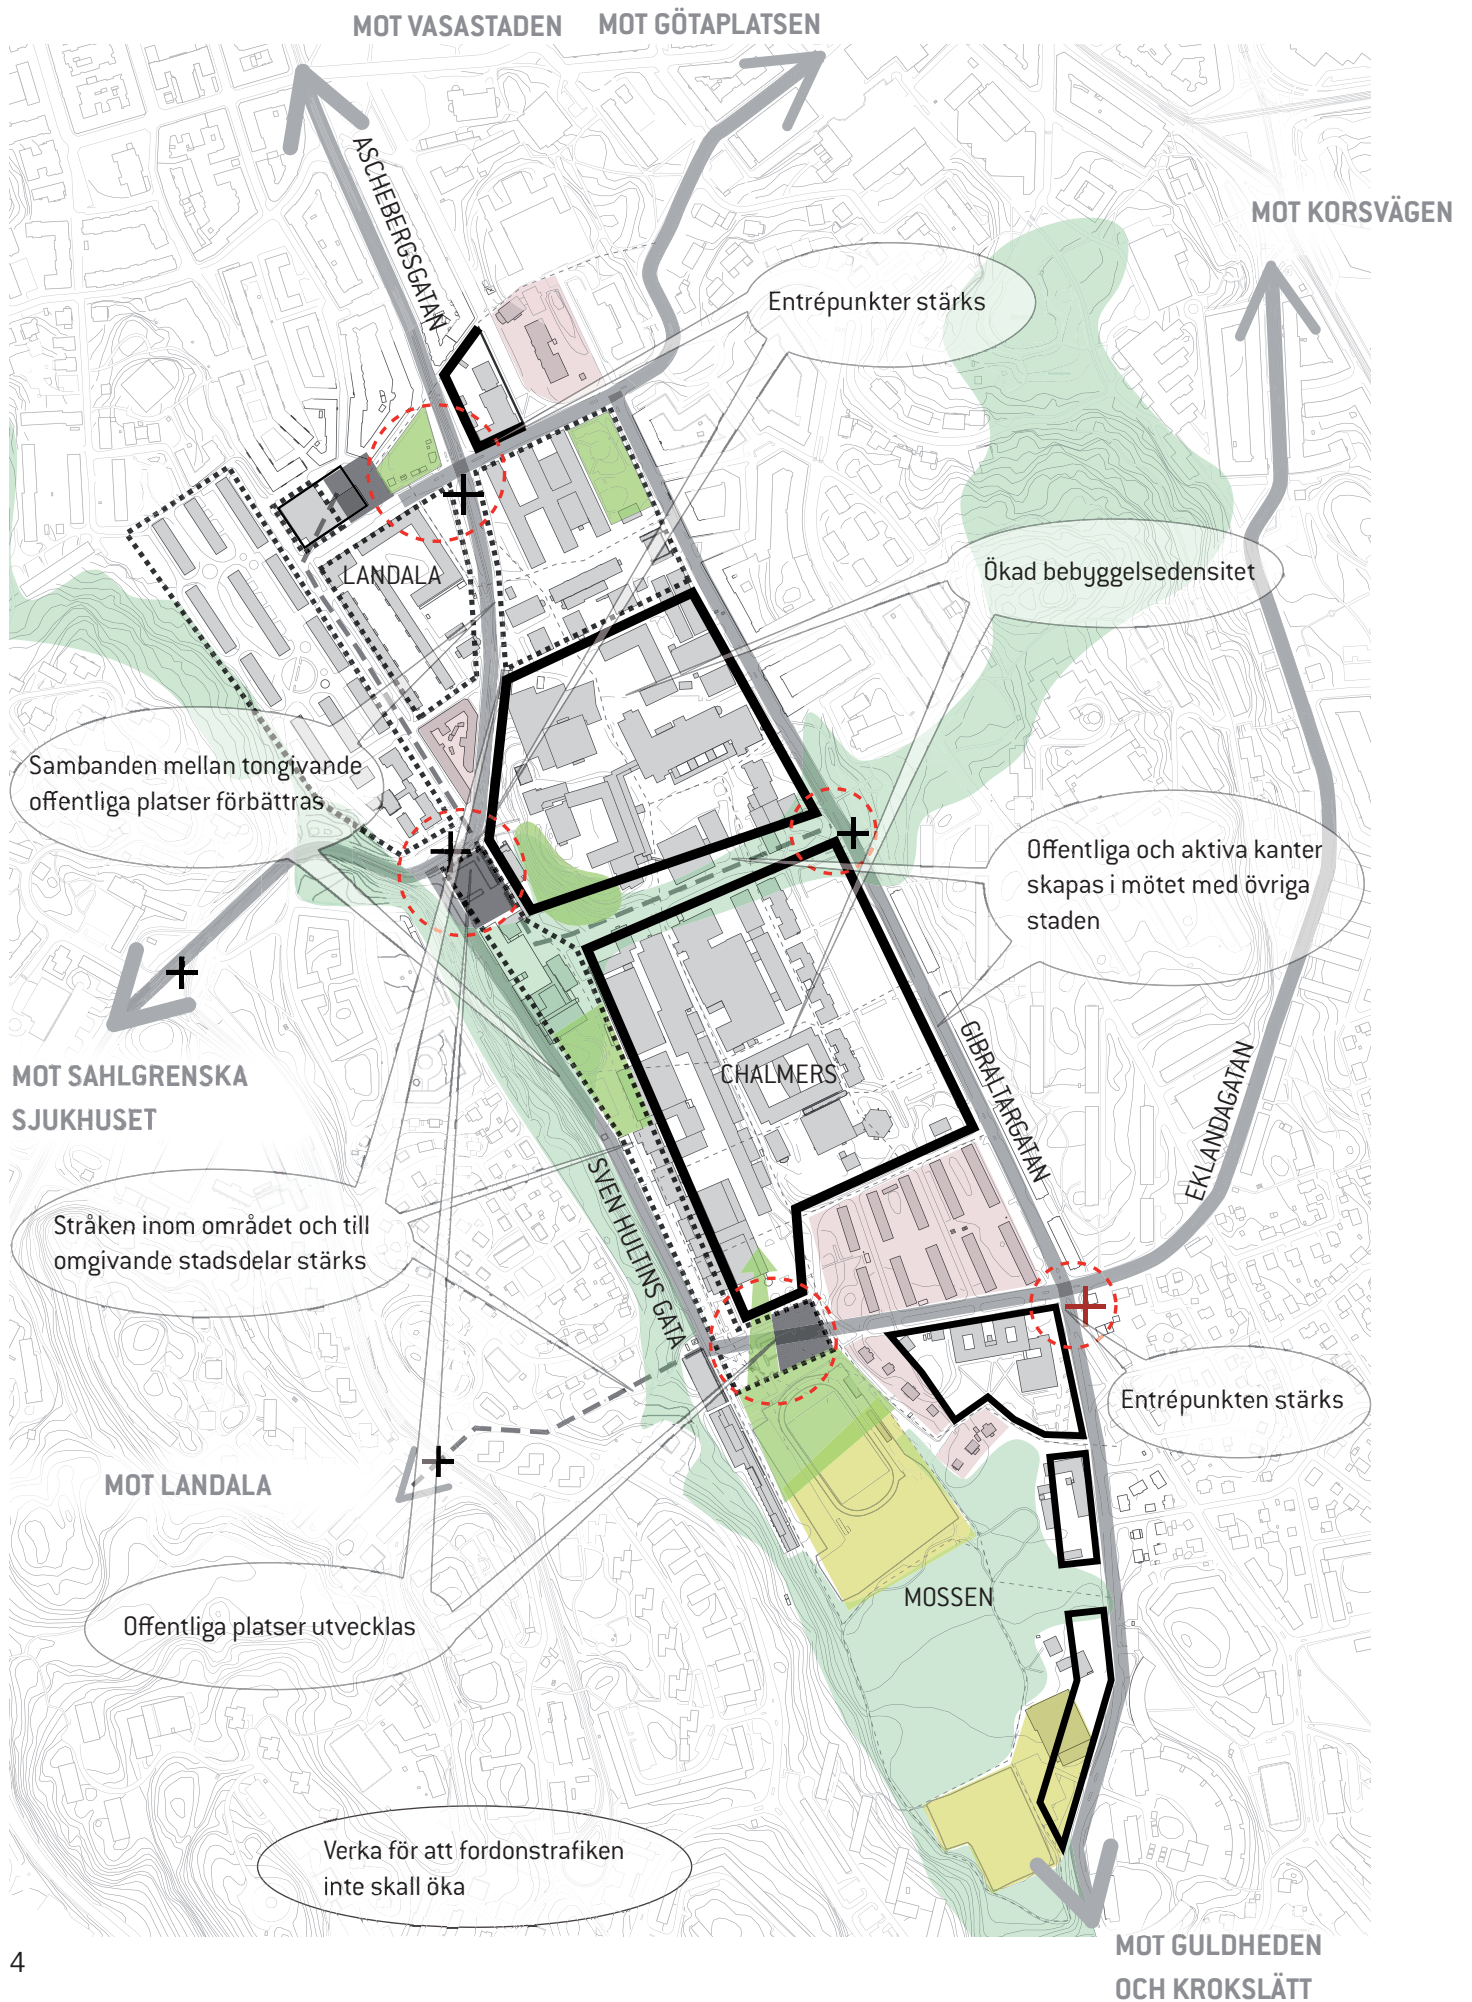 MOT VASASTADEN
MOT GÖTAPLATSEN
ASCHEBERGSGATAN
MOT KORSVÄGEN
Entrépunkter stärks
Ökad bebyggelsedensitet
LANDALA
Sambanden mellan tongivande
offentliga platser förbättras
Offentliga och aktiva kanter
skapas i mötet med övriga
staden
MOT SAHLGRENSKA
SJUKHUSET
CHALMERS
GIBRALTARGATAN
EKLANDAGATAN
SVEN HULTINS GATA
Stråken inom området och till
omgivande stadsdelar stärks
Entrépunkten stärks
MOT LANDALA
MOSSEN
Offentliga platser utvecklas
Verka för att fordonstrafiken
inte skall öka
MOT GULDHEDEN
OCH KROKSLÄTT
4